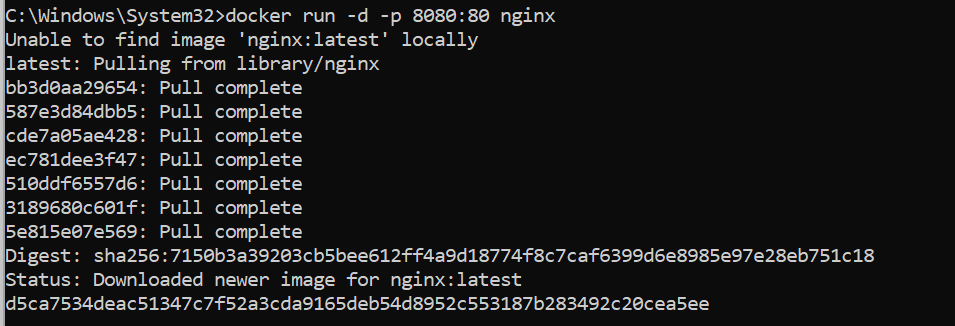 C:\Windows\System32>docker run -d -p 8080:80 nginx
Unable to find image 'nginx:latest' locally
latest: Pulling from library/nginx
bb3d0aa29654: Pull complete
587e3d84dbb5: Pull complete
cde7a05ae428: Pull complete
ec781dee3f47: Pull complete
510ddf6557d6: Pull complete
3189680c601f: Pull complete
5e815e07e569: Pull complete
Digest: sha256:7150b3a39203cb5bee612ff4a9d18774f8c7caf6399d6e8985e97e28eb751c18
Status: Downloaded newer image for nginx:latest
d5ca7534deac51347c7f52a3cda9165deb54d8952c553187b283492c20cea5ee